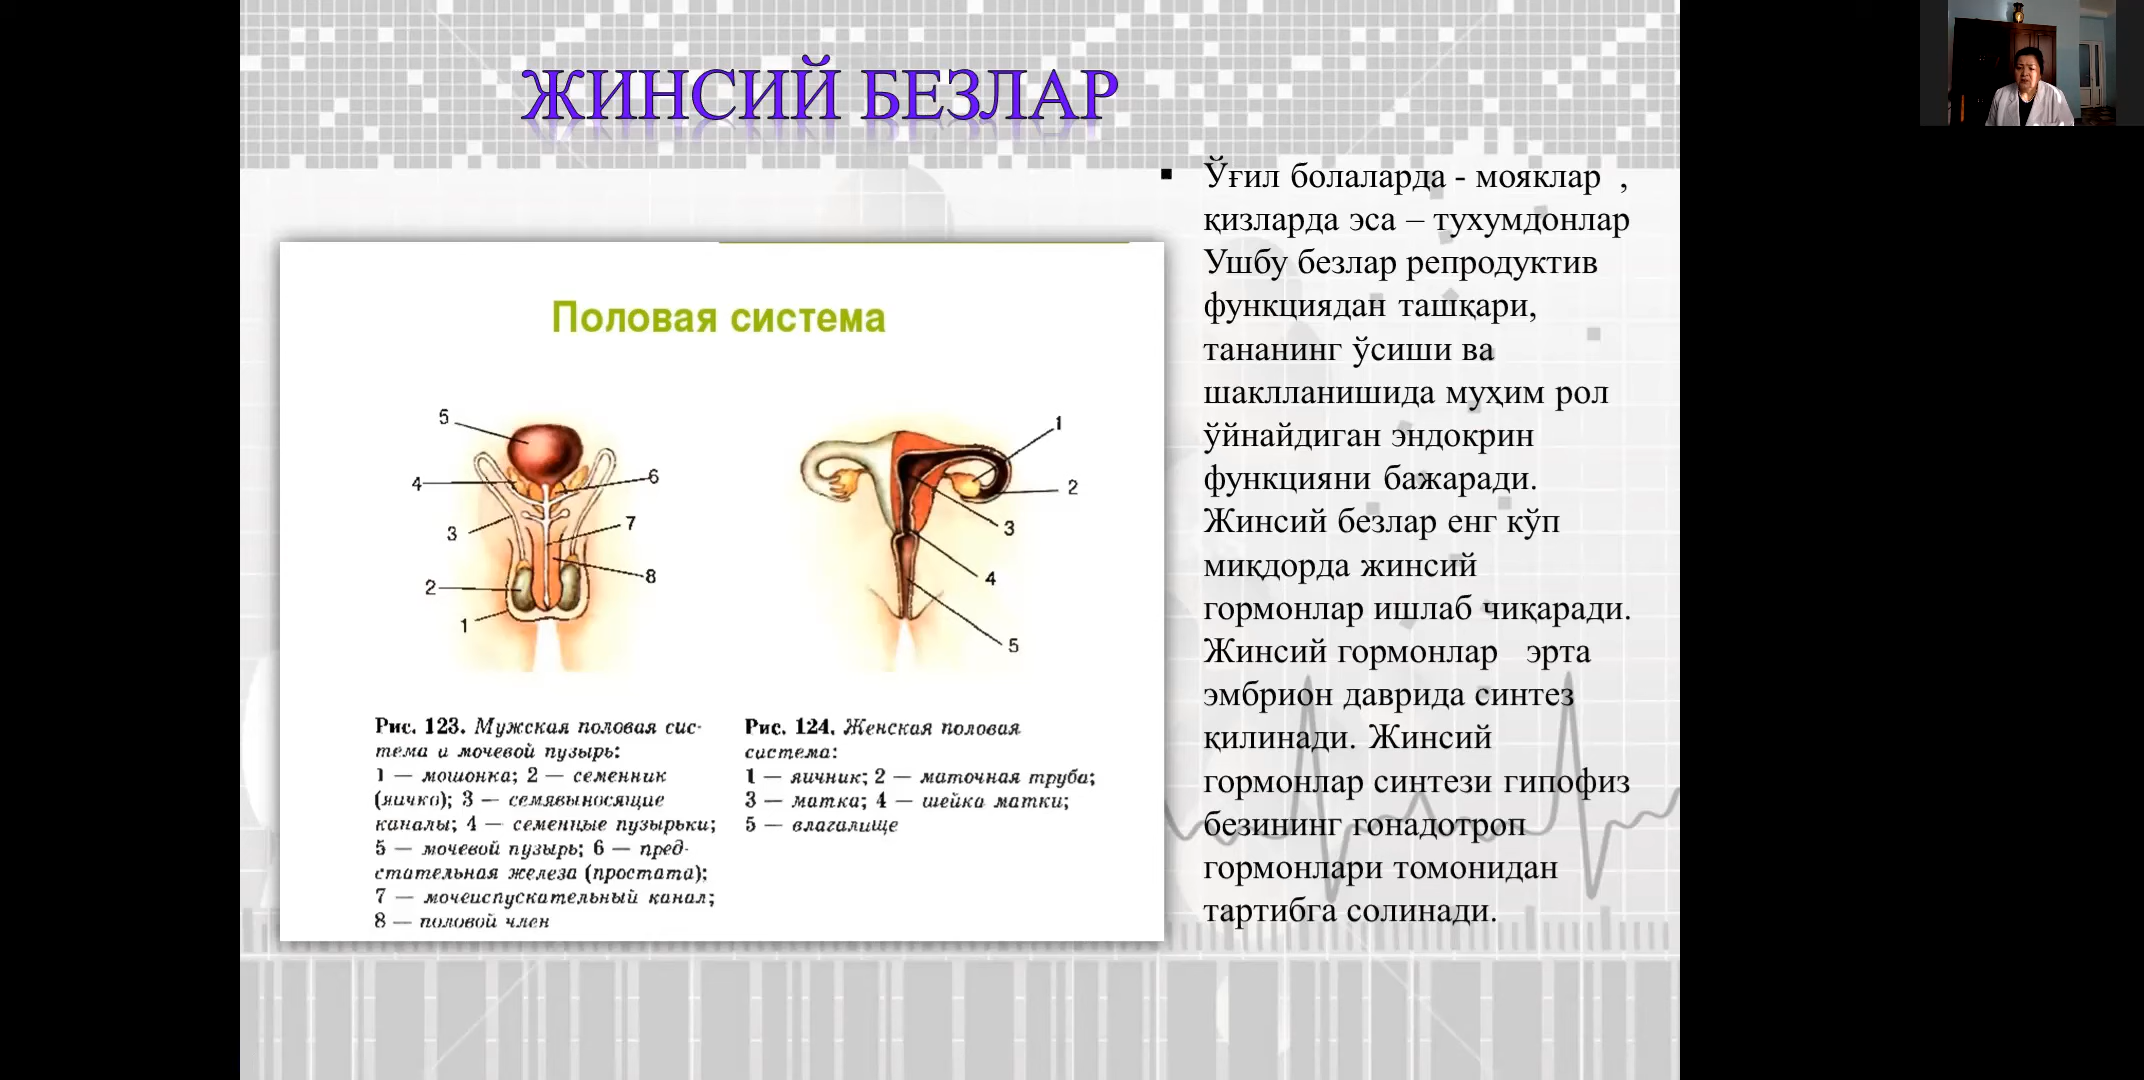 ЖИНСИЙ БЕЗЛАР
Половая система
5
4
3
2
1
6
7
8
1
2
3
4
5
Рис. 123. Мужская половая сис-
тема и мочевой пузырь:
1 — мошонка; 2 — семенник
(яичко); 3 — семявыносящие
каналы; 4 — семенные пузырьки;
5 — мочевой пузырь; 6 — пред-
стательная железа (простата);
7 — мочеиспускательный канал;
8 — половой член
Рис. 124. Женская половая
система:
1 — яичник; 2 — маточная труба;
3 — матка; 4 — шейка матки;
5 — влагалище
▪ Ўғил болаларда - мояклар ,
қизларда эса – тухумдонлар
Ушбу безлар репродуктив
функциядан ташқари,
тананинг ўсиши ва
шаклланишида муҳим рол
ўйнайдиган эндокрин
функцияни бажаради.
Жинсий безлар енг кўп
миқдорда жинсий
гормонлар ишлаб чиқаради.
Жинсий гормонлар эрта
эмбрион даврида синтез
қилинади. Жинсий
гормонлар синтези гипофиз
безининг гонадотроп
гормонлари томонидан
тартибга солинади.